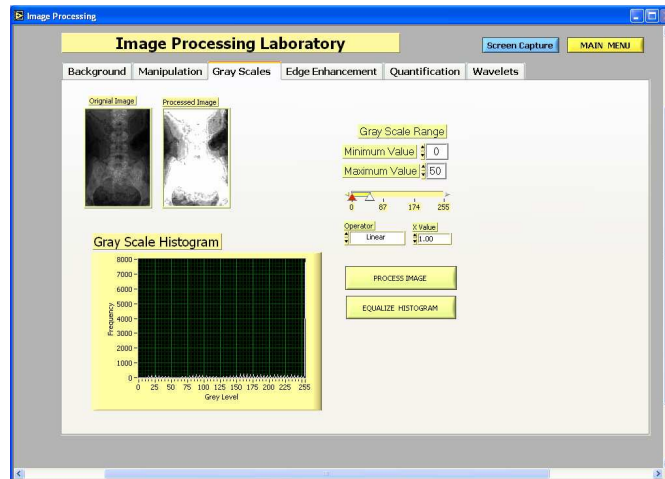 Image Processing
Image Processing Laboratory
Screen Capture
MAIN MENU
Background Manipulation Gray Scales Edge Enhancement Quantification Wavelets
Orignial Image
Processed Image
Gray Scale Range
Minimum Value 0
Maximum Value 50
0 87 174 255
Operator
Linear
X Value
1.00
PROCESS IMAGE
EQUALIZE HISTOGRAM
Gray Scale Histogram
8000
7000
6000
5000
4000
3000
2000
1000
0
Frequency
0 25 50 75 100 125 150 175 200 225 255
Grey Level